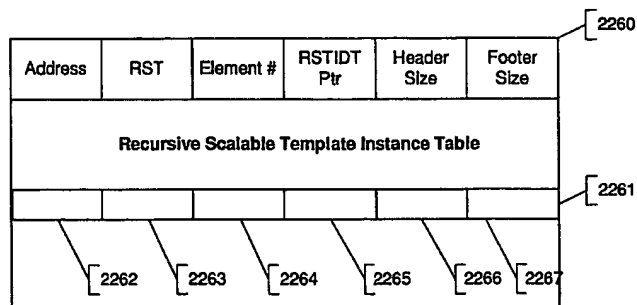 2260
Address RST Element # RSTIDT Ptr Header Size Footer Size
Recursive Scalable Template Instance Table
2261
2262 2263 2264 2265 2266 2267